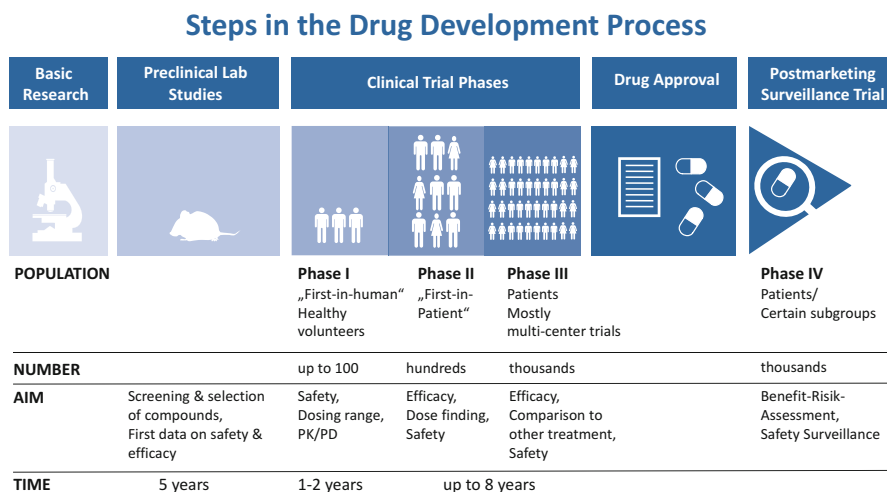 Steps in the Drug Development Process
Basic
Research
Preclinical Lab
Studies
Clinical Trial Phases
Drug Approval
Postmarketing
Surveillance Trial
POPULATION
Phase I
„First-in-human“
Healthy
volunteers
Phase II
„First-in-
Patient“
Phase III
Patients
Mostly
multi-center trials
Phase IV
Patients/
Certain subgroups
NUMBER
up to 100
hundreds
thousands
thousands
AIM
Screening & selection
of compounds,
First data on safety &
efficacy
Safety,
Dosing range,
PK/PD
Efficacy,
Dose finding,
Safety
Efficacy,
Comparison to
other treatment,
Safety
Benefit-Risk-
Assessment,
Safety Surveillance
TIME
5 years
1-2 years
up to 8 years